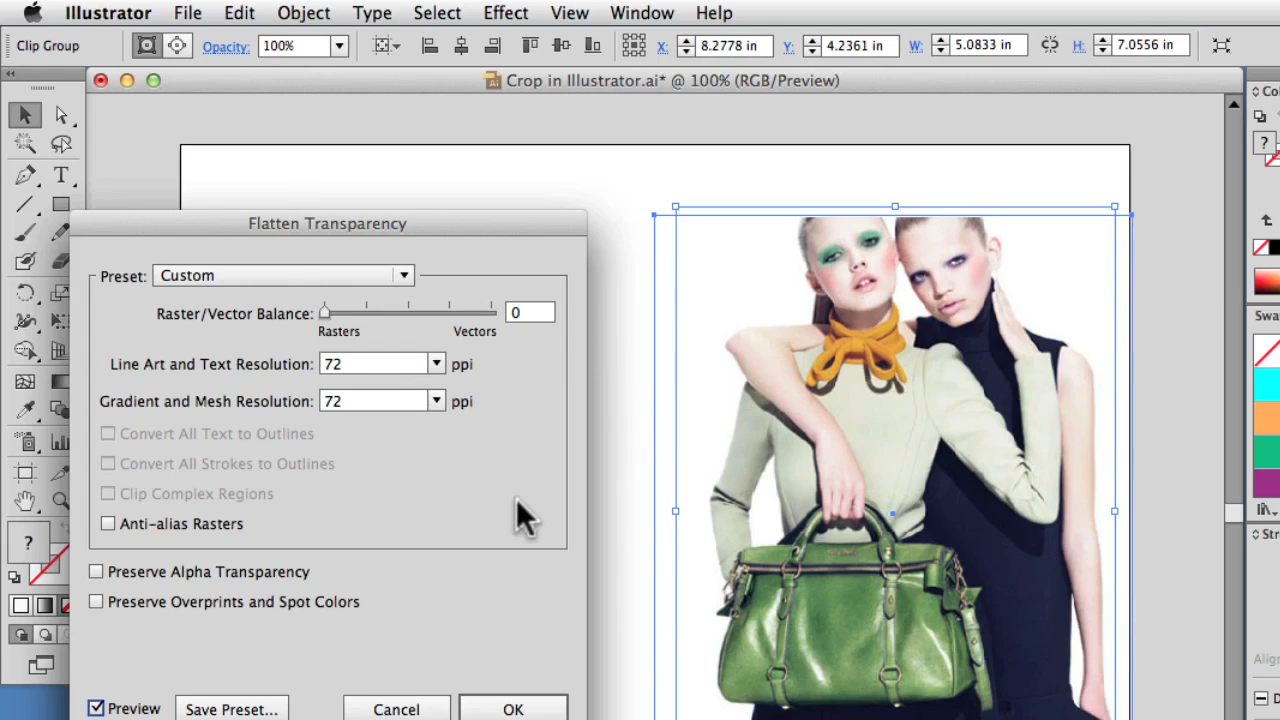 Illustrator File Edit Object Type Select Effect View Window Help
Clip Group Opacity: 100% X: 8.2778 in Y: 4.2361 in W: 5.0833 in H: 7.0556 in
Crop in Illustrator.ai* @ 100% (RGB/Preview)
Flatten Transparency
Preset: Custom
Raster/Vector Balance: 0
Rasters Vectors
Line Art and Text Resolution: 72 ppi
Gradient and Mesh Resolution: 72 ppi
Convert All Text to Outlines
Convert All Strokes to Outlines
Clip Complex Regions
Anti-alias Rasters
Preserve Alpha Transparency
Preserve Overprints and Spot Colors
Preview Save Preset... Cancel OK
Col
?
Swa
Stro
Align
D
?